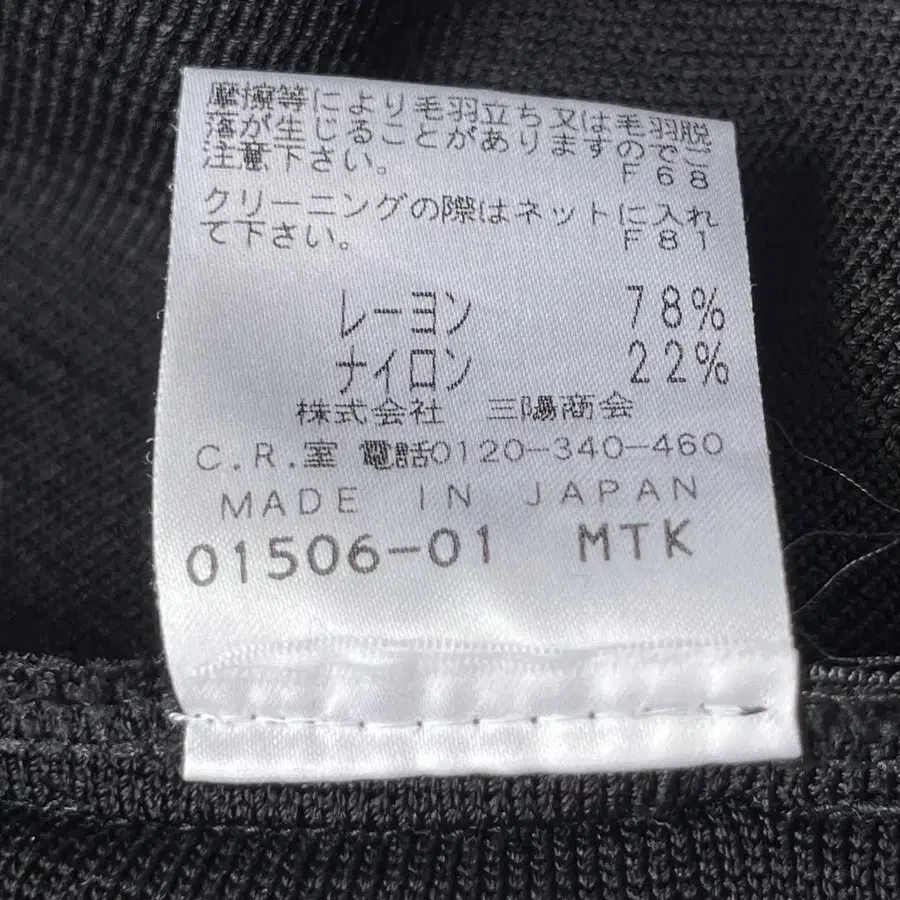 摩擦等により毛羽立ち又は毛羽脱
落が生じることがありますのでご
注意下さい。 F68
クリーニングの際はネットに入れ
て下さい。 F81
レーヨン 78%
ナイロン 22%
株式会社 三陽商会
C.R.室 電話0120-340-460
MADE IN JAPAN
01506-01 MTK